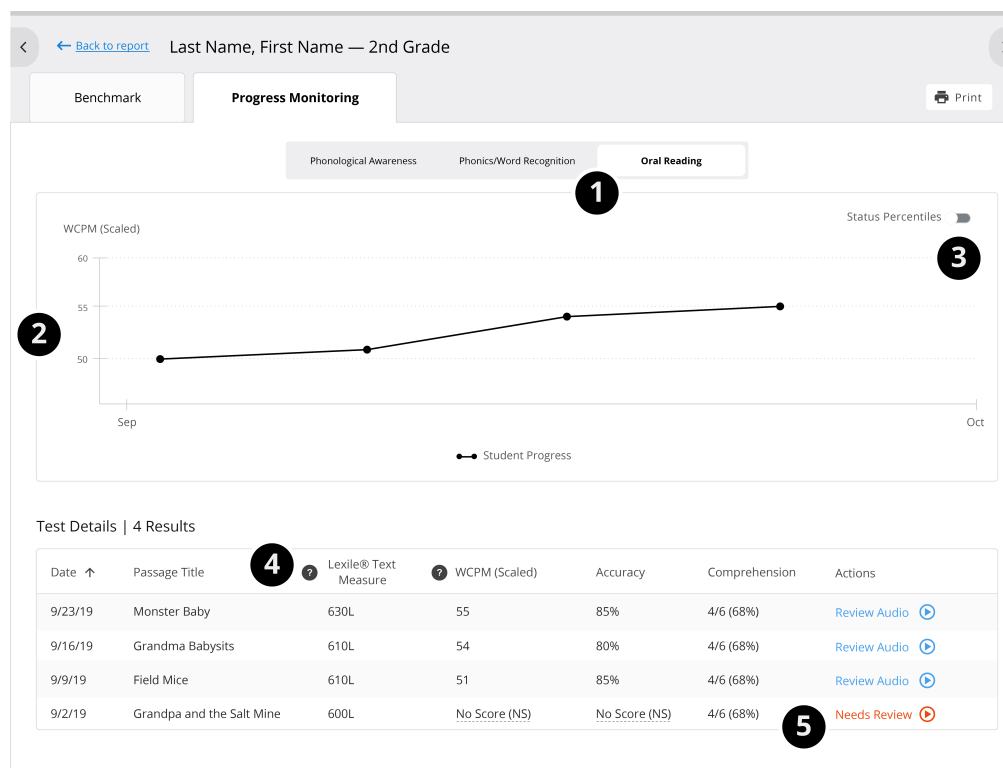 Back to report Last Name, First Name — 2nd Grade
Benchmark Progress Monitoring Print
Phonological Awareness Phonics/Word Recognition Oral Reading
1
Status Percentiles
WCPM (Scaled)
3
60
55
2
50
Sep Oct
Student Progress
Test Details | 4 Results
4
Date Passage Title ? Lexile® Text Measure ? WCPM (Scaled) Accuracy Comprehension Actions
9/23/19 Monster Baby 630L 55 85% 4/6 (68%) Review Audio
9/16/19 Grandma Babysits 610L 54 80% 4/6 (68%) Review Audio
9/9/19 Field Mice 610L 51 85% 4/6 (68%) Review Audio
9/2/19 Grandpa and the Salt Mine 600L No Score (NS) No Score (NS) 4/6 (68%) Needs Review
5